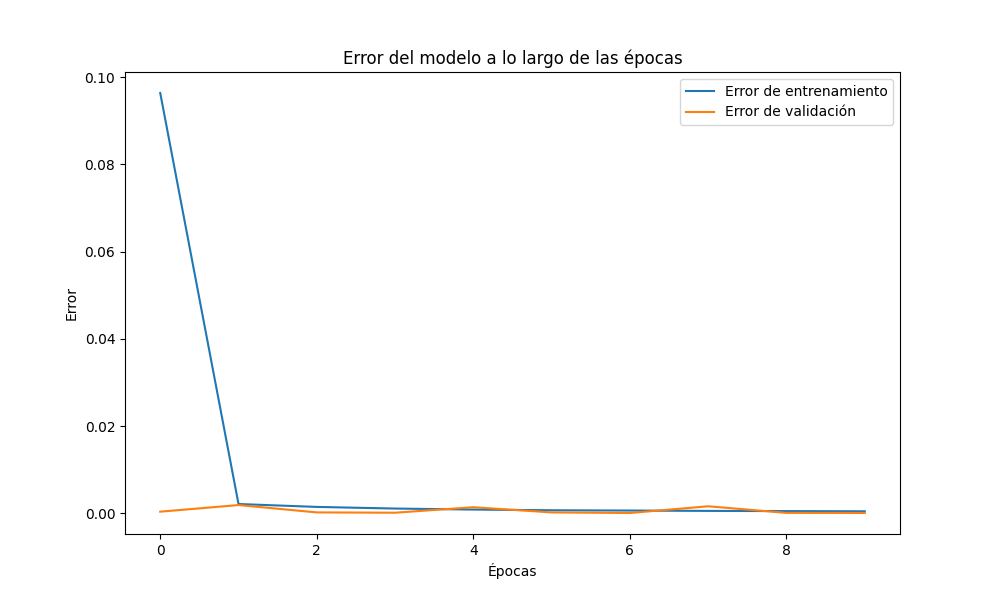 Error del modelo a lo largo de las épocas
Error de entrenamiento
Error de validación
0.10
0.08
0.06
0.04
0.02
0.00
Error
0 2 4 6 8
Épocas